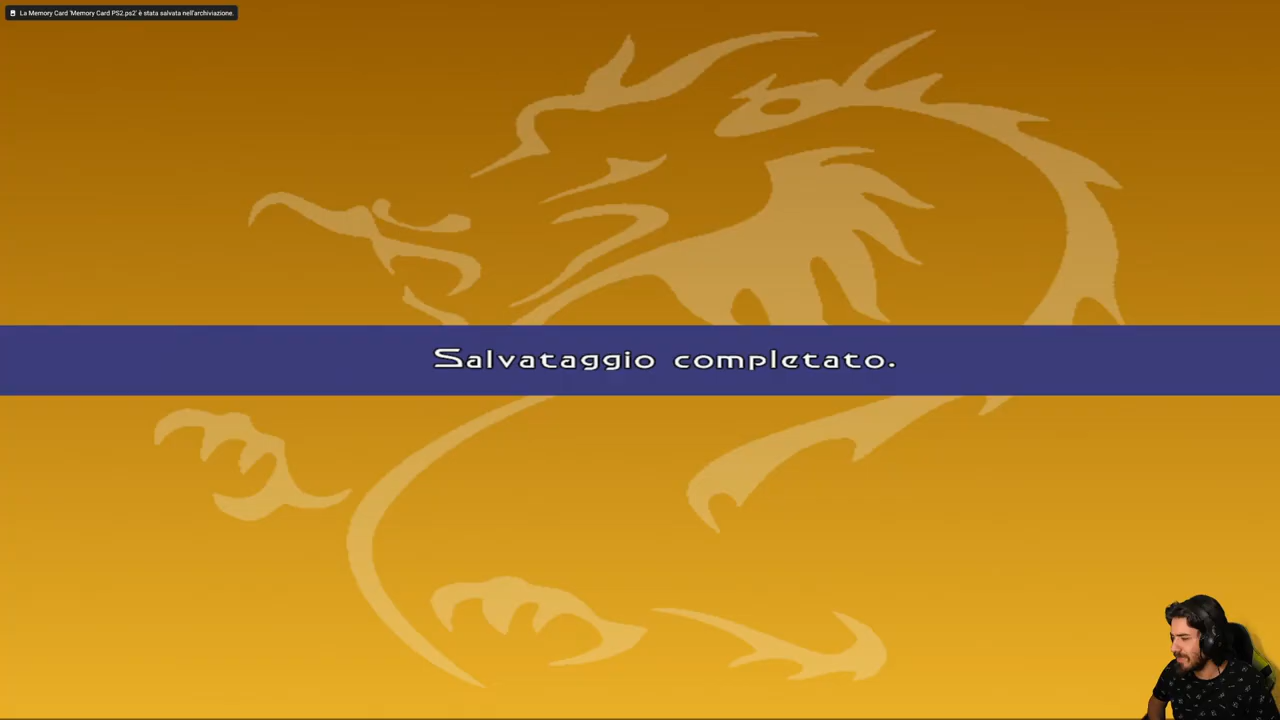 La Memory Card 'Memory Card PS2.ps2' è stata salvata nell'archiviazione.
Salvataggio completato.